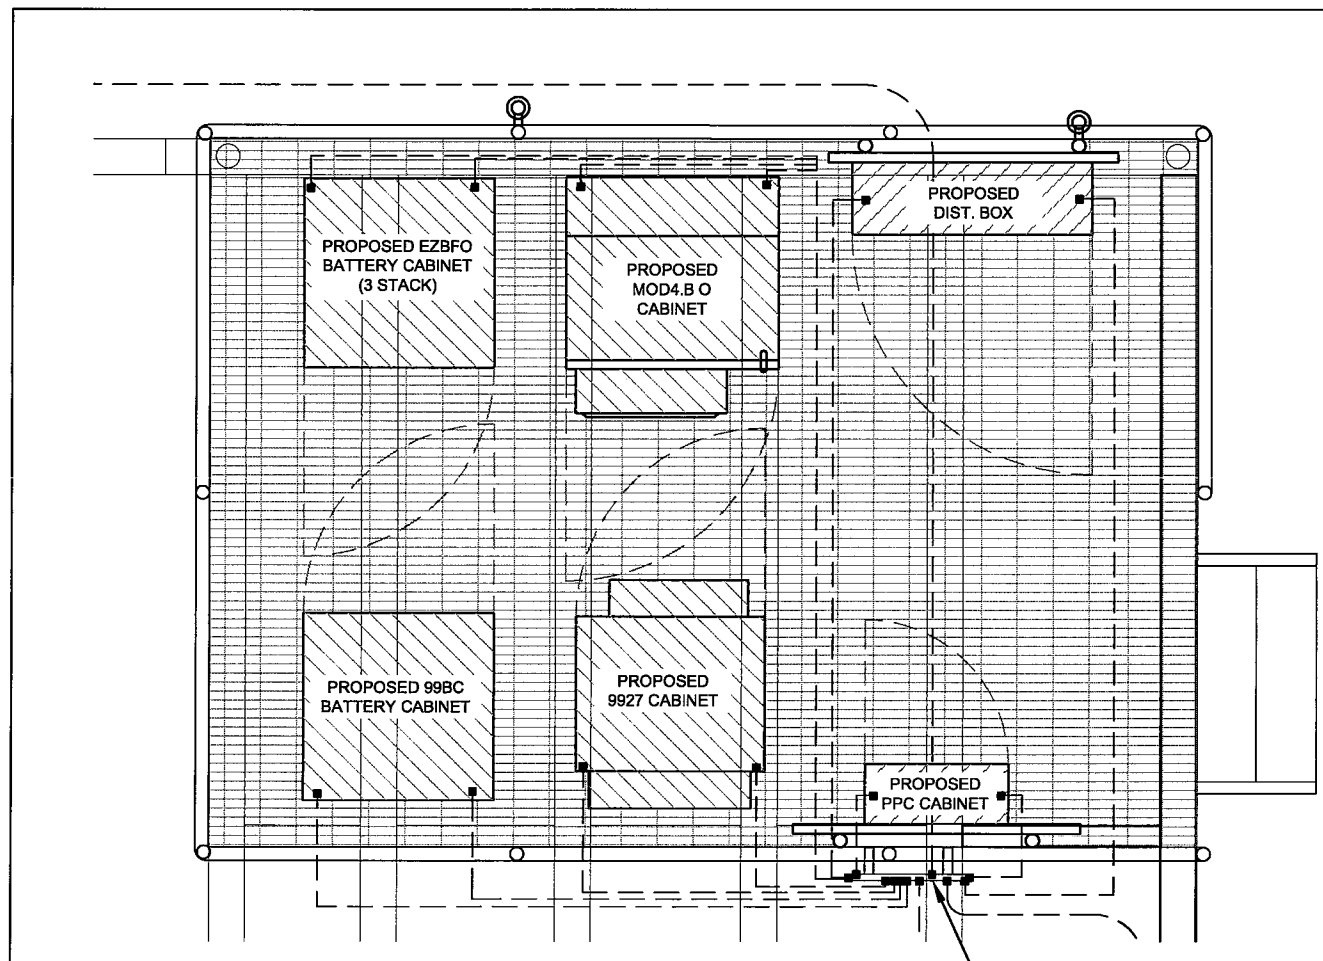 PROPOSED EZBFO
BATTERY CABINET
(3 STACK)
PROPOSED
MOD4.B O
CABINET
PROPOSED
DIST. BOX
PROPOSED 99BC
BATTERY CABINET
PROPOSED
9927 CABINET
PROPOSED
PPC CABINET